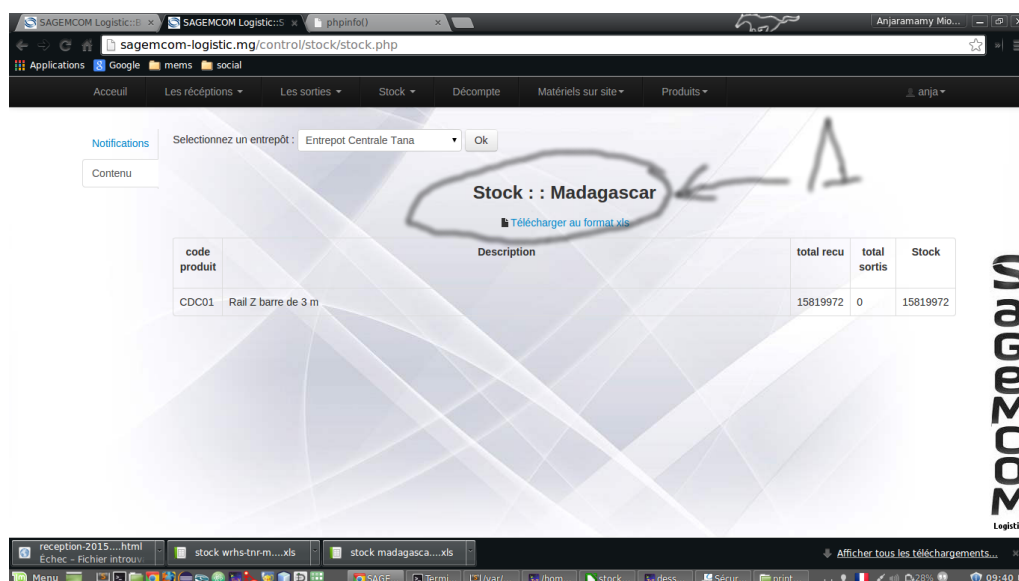 SAGEMCOM Logistic::B
SAGEMCOM Logistic::S
phpinfo()
Anjaramamy Mio...
sagemcom-logistic.mg/control/stock/stock.php
Applications
Google
mems
social
Acceuil
Les récéptions
Les sorties
Stock
Décompte
Matériels sur site
Produits
anja
Notifications
Contenu
Selectionnez un entrepôt :
Entrepot Centrale Tana
Ok
A
Stock : : Madagascar
Télécharger au format xls
code produit
Description
total recu
total sortis
Stock
CDC01
Rail Z barre de 3 m
15819972
0
15819972
SaGeMCOM
Logisti
reception-2015....html
Échec – Fichier introuv
stock wrhs-tnr-m....xls
stock madagasca....xls
Afficher tous les téléchargements...
Menu
SAGE
Termi
/var/
/hom
stock
dess
Sécur
print
28%
09:40